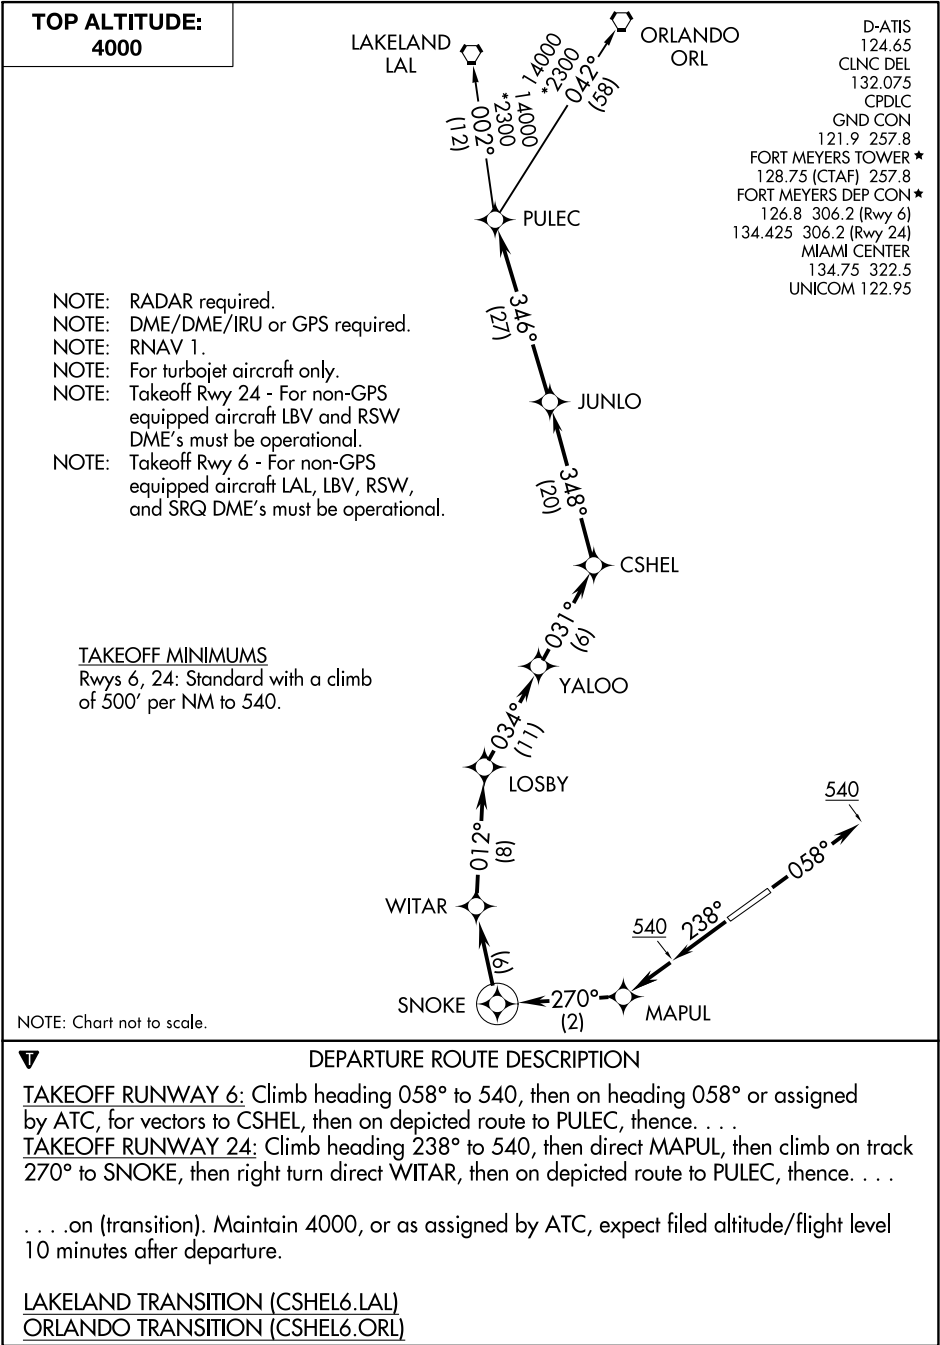 TOP ALTITUDE:
4000
LAKELAND
LAL
ORLANDO
ORL
D-ATIS
124.65
CLNC DEL
132.075
CPDLC
GND CON
121.9 257.8
FORT MEYERS TOWER ★
128.75 (CTAF) 257.8
FORT MEYERS DEP CON ★
126.8 306.2 (Rwy 6)
134.425 306.2 (Rwy 24)
MIAMI CENTER
134.75 322.5
UNICOM 122.95
14000
*2300
002°
(12)
14000
*2300
042°
(58)
PULEC
346°
(27)
NOTE: RADAR required.
NOTE: DME/DME/IRU or GPS required.
NOTE: RNAV 1.
NOTE: For turbojet aircraft only.
NOTE: Takeoff Rwy 24 - For non-GPS
equipped aircraft LBV and RSW
DME's must be operational.
NOTE: Takeoff Rwy 6 - For non-GPS
equipped aircraft LAL, LBV, RSW,
and SRQ DME's must be operational.
JUNLO
348°
(20)
CSHEL
031°
(6)
TAKEOFF MINIMUMS
Rwys 6, 24: Standard with a climb
of 500' per NM to 540.
YALOO
034°
(11)
LOSBY
012°
(8)
WITAR
(6)
SNOKE
270°
(2)
MAPUL
540
238°
058°
540
NOTE: Chart not to scale.
T
DEPARTURE ROUTE DESCRIPTION
TAKEOFF RUNWAY 6: Climb heading 058° to 540, then on heading 058° or assigned
by ATC, for vectors to CSHEL, then on depicted route to PULEC, thence. . . .
TAKEOFF RUNWAY 24: Climb heading 238° to 540, then direct MAPUL, then climb on track
270° to SNOKE, then right turn direct WITAR, then on depicted route to PULEC, thence. . . .
. . . .on (transition). Maintain 4000, or as assigned by ATC, expect filed altitude/flight level
10 minutes after departure.
LAKELAND TRANSITION (CSHEL6.LAL)
ORLANDO TRANSITION (CSHEL6.ORL)